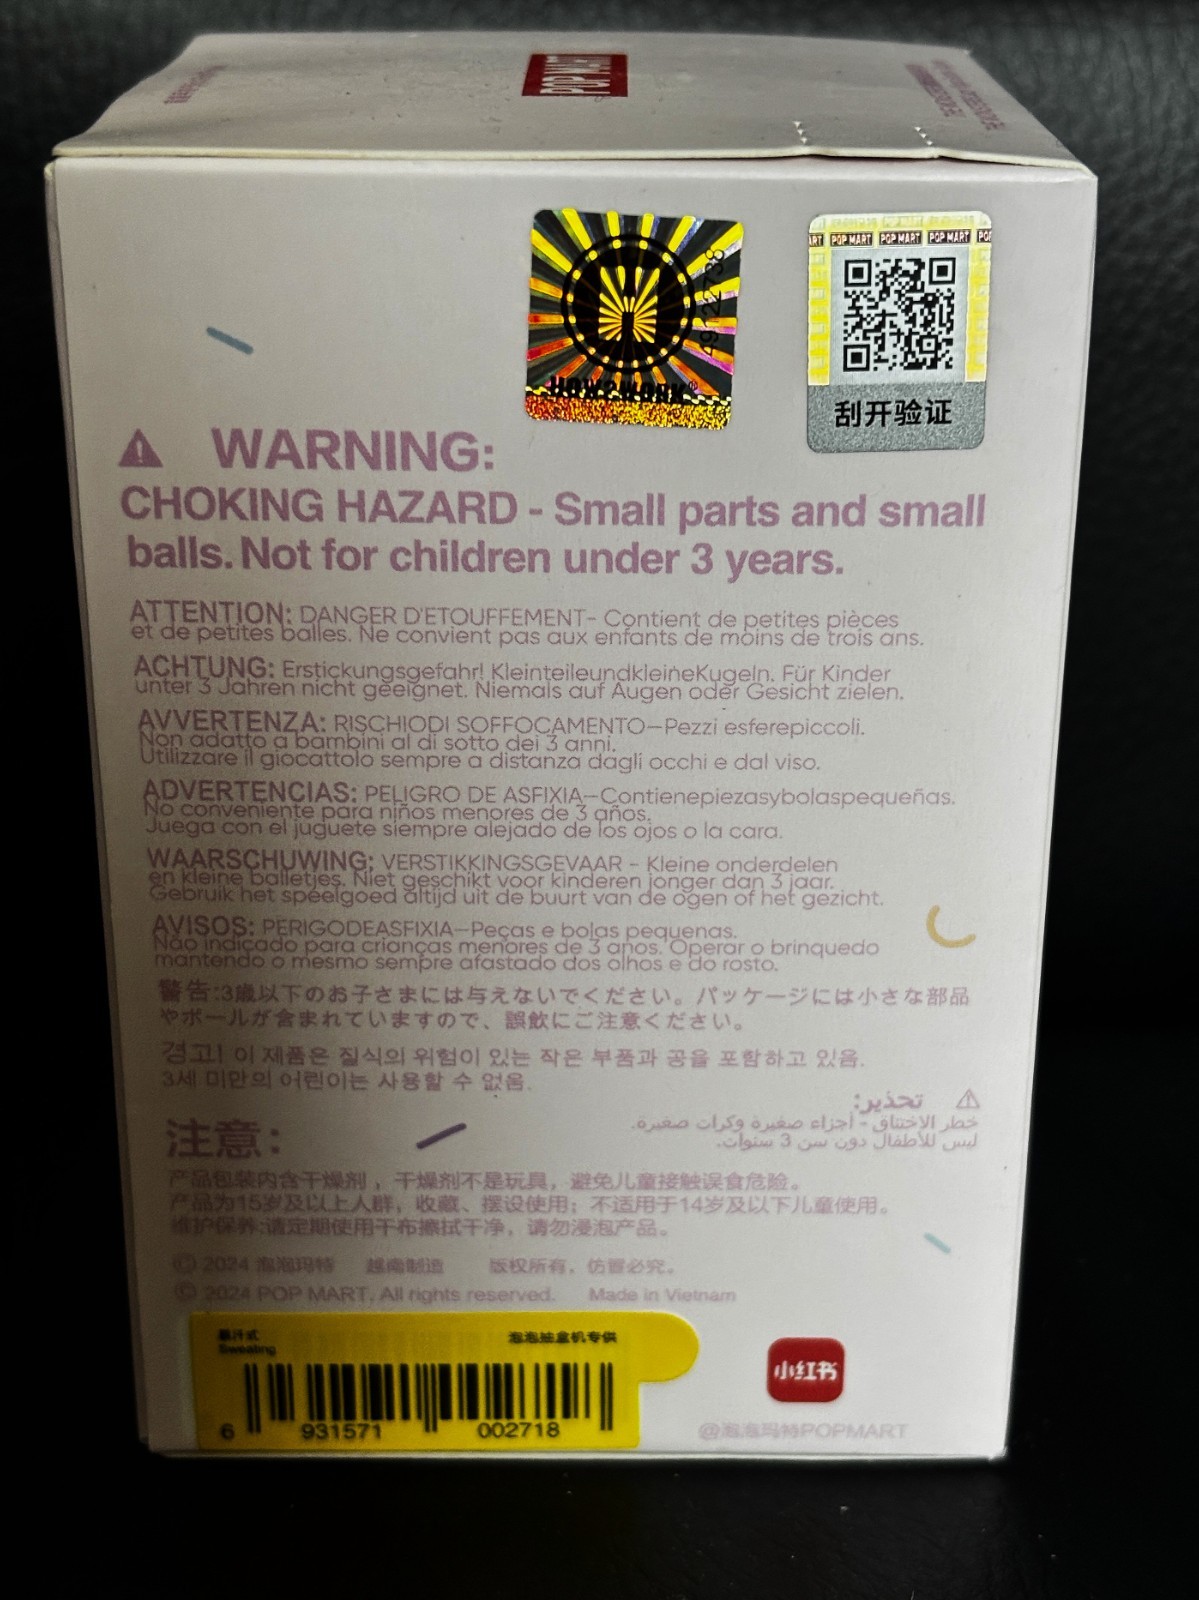 POP MART
HOW2WORK®
POP MART POP MART POP MART
刮开验证
WARNING:
CHOKING HAZARD - Small parts and small
balls. Not for children under 3 years.
ATTENTION: DANGER D'ETOUFFEMENT- Contient de petites pièces
et de petites balles. Ne convient pas aux enfants de moins de trois ans.
ACHTUNG: Erstickungsgefahr! KleinteileundkleineKugeln. Für Kinder
unter 3 Jahren nicht geeignet. Niemals auf Augen oder Gesicht zielen.
AVVERTENZA: RISCHIODI SOFFOCAMENTO—Pezzi esferepiccoli.
Non adatto a bambini al di sotto dei 3 anni.
Utilizzare il giocattolo sempre a distanza dagli occhi e dal viso.
ADVERTENCIAS: PELIGRO DE ASFIXIA—Contienepiezasybolaspequeñas.
No conveniente para niños menores de 3 años.
Juega con el juguete siempre alejado de los ojos o la cara.
WAARSCHUWING: VERSTIKKINGSGEVAAR - Kleine onderdelen
en kleine balletjes. Niet geschikt voor kinderen jonger dan 3 jaar.
Gebruik het speelgoed altijd uit de buurt van de ogen of het gezicht.
AVISOS: PERIGODEASFIXIA—Peças e bolas pequenas.
Não indicado para crianças menores de 3 anos. Operar o brinquedo
mantendo o mesmo sempre afastado dos olhos e do rosto.
警告:3歳以下のお子さまには与えないでください。パッケージには小さな部品
やボールが含まれていますので、誤飲にご注意ください。
경고! 이 제품은 질식의 위험이 있는 작은 부품과 공을 포함하고 있음.
3세 미만의 어린이는 사용할 수 없음.
تحذير:
خطر الاختناق - أجزاء صغيرة وكرات صغيرة.
ليس للأطفال دون سن 3 سنوات.
注意：
产品包装内含干燥剂，干燥剂不是玩具，避免儿童接触误食危险。
产品为15岁及以上人群，收藏、摆设使用；不适用于14岁及以下儿童使用。
维护保养:请定期使用干布擦拭干净，请勿浸泡产品。
© 2024 泡泡玛特 越南制造 版权所有，仿冒必究。
© 2024 POP MART. All rights reserved. Made in Vietnam
暴汗式 泡泡抽盒机专供
Sweating
6 931571 002718
小红书
@泡泡玛特POPMART